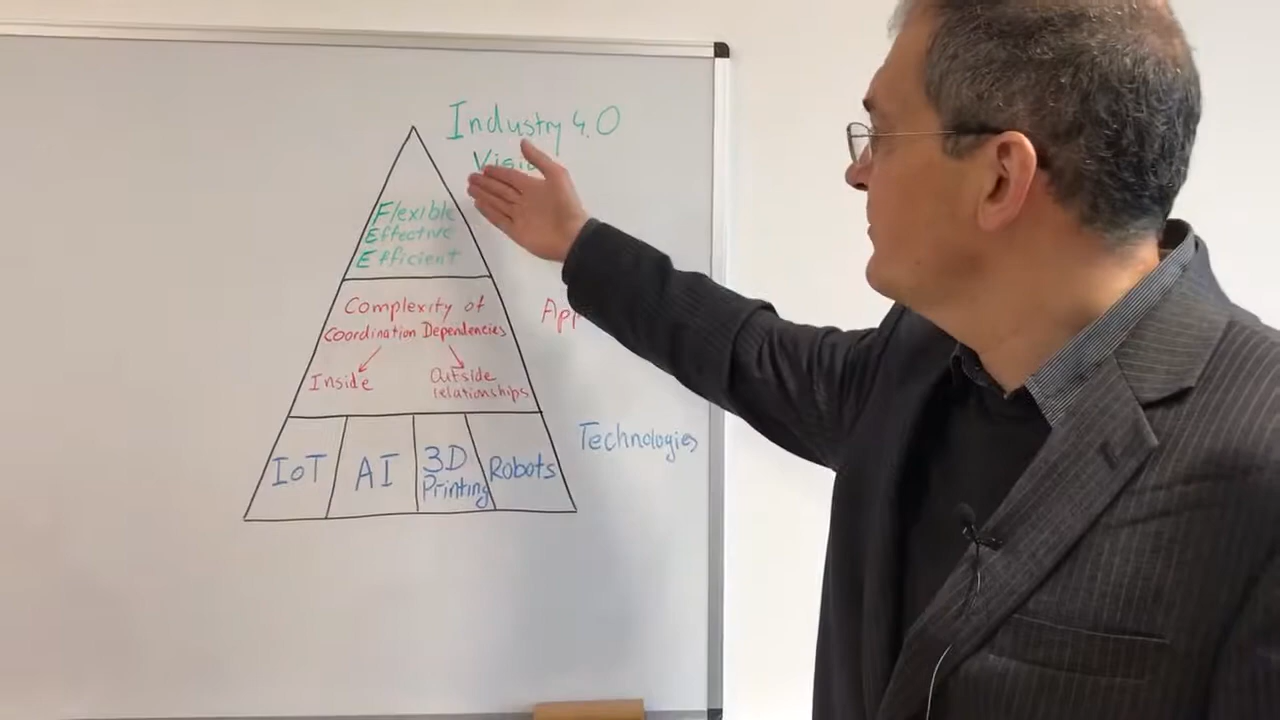 Industry 4.0
Flexible
Effective
Efficient
Complexity of
Coordination Dependencies
Inside
Outside
relationships
IoT
AI
3D
Printing
Robots
Technologies